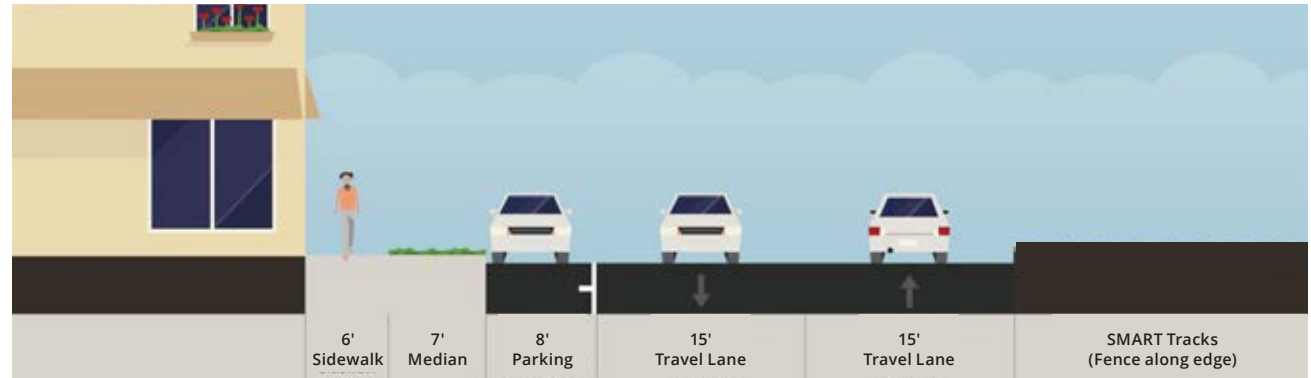 6'
Sidewalk
7'
Median
8'
Parking
15'
Travel Lane
15'
Travel Lane
SMART Tracks
(Fence along edge)